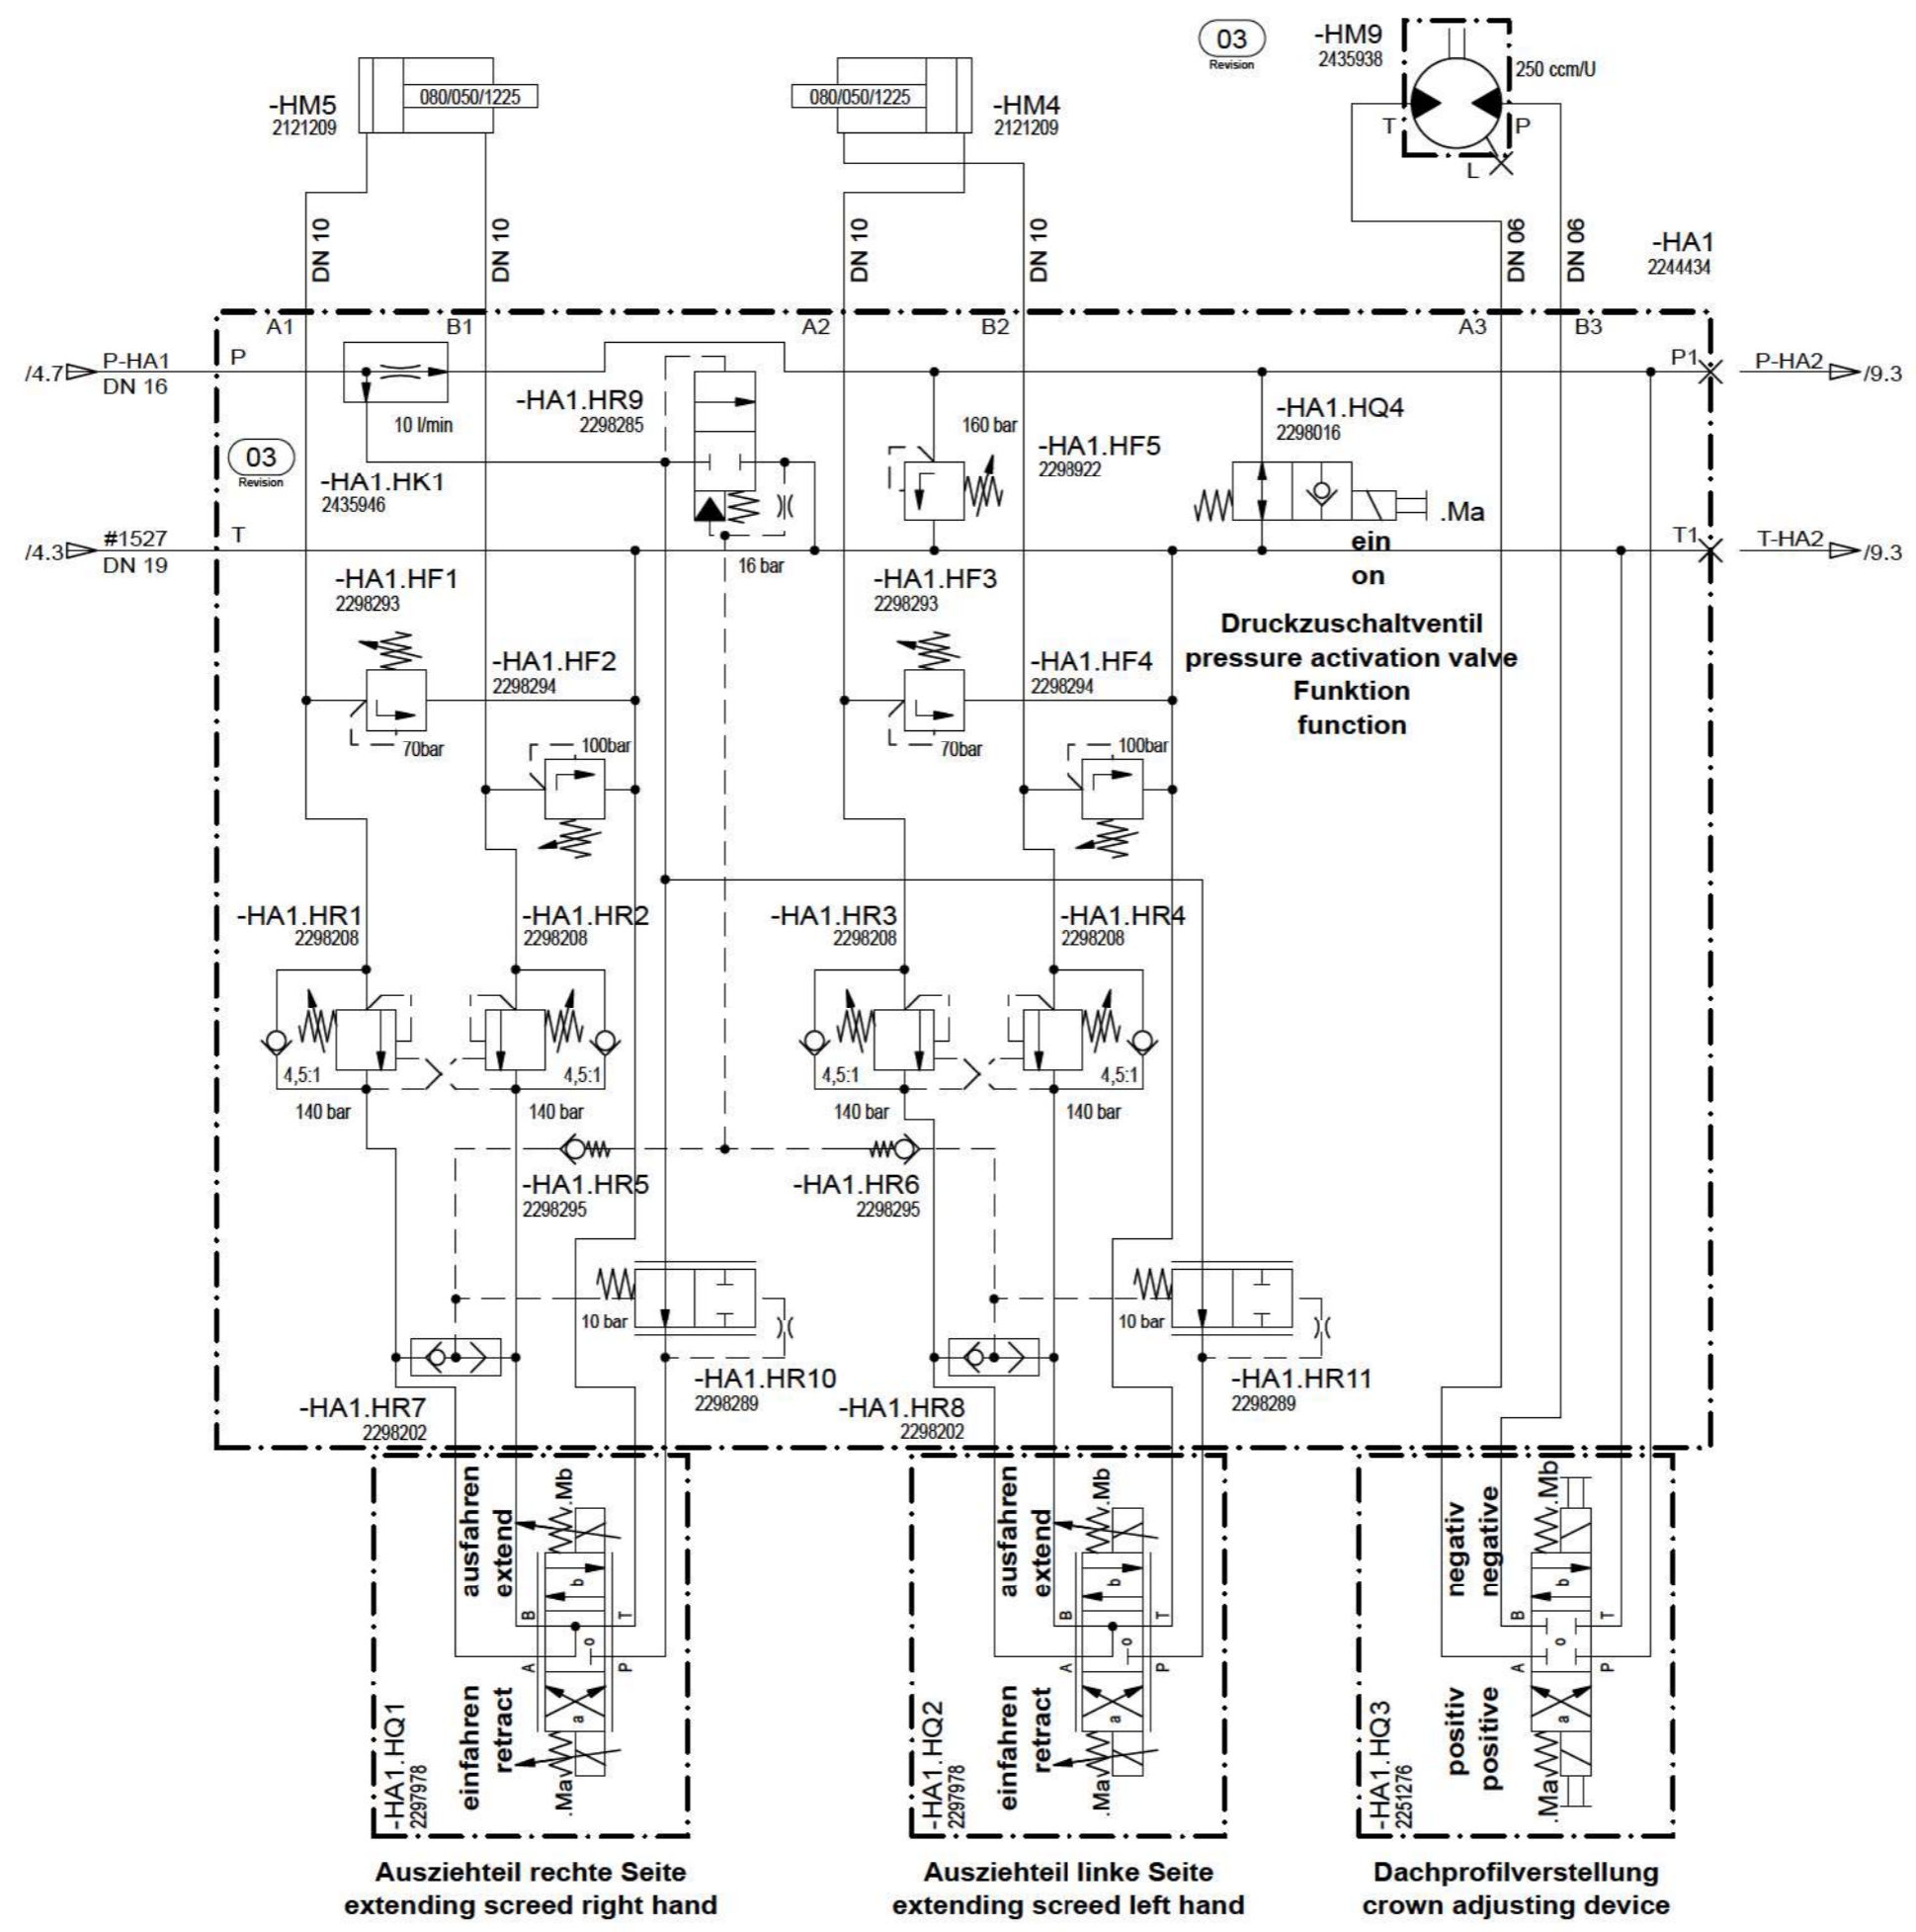 03
Revision
-HM9
2435938
250 ccm/U
T
P
L
080/050/1225
-HM5
2121209
080/050/1225
-HM4
2121209
DN 10
DN 10
DN 10
DN 10
DN 06
DN 06
-HA1
2244434
A1
B1
A2
B2
A3
B3
/4.7
P-HA1
DN 16
P
10 l/min
-HA1.HR9
2298285
160 bar
-HA1.HF5
2298922
-HA1.HQ4
2298016
P1
P-HA2
/9.3
03
Revision
-HA1.HK1
2435946
.Ma
/4.3
#1527
DN 19
T
16 bar
ein
on
T1
T-HA2
/9.3
-HA1.HF1
2298293
70bar
-HA1.HF2
2298294
100bar
-HA1.HF3
2298293
70bar
-HA1.HF4
2298294
100bar
Druckzuschaltventil
pressure activation valve
Funktion
function
-HA1.HR1
2298208
4,5:1
140 bar
-HA1.HR2
2298208
4,5:1
140 bar
-HA1.HR3
2298208
4,5:1
140 bar
-HA1.HR4
2298208
4,5:1
140 bar
-HA1.HR5
2298295
-HA1.HR6
2298295
10 bar
-HA1.HR10
2298289
10 bar
-HA1.HR11
2298289
-HA1.HR7
2298202
-HA1.HR8
2298202
ausfahren
extend
.Mb
b
B
T
o
A
P
a
einfahren
retract
.Ma
-HA1.HQ1
2297978
ausfahren
extend
.Mb
b
B
T
o
A
P
a
einfahren
retract
.Ma
-HA1.HQ2
2297978
negativ
negative
.Mb
b
B
T
o
A
P
a
positiv
positive
.Ma
-HA1.HQ3
2251276
Ausziehteil rechte Seite
extending screed right hand
Ausziehteil linke Seite
extending screed left hand
Dachprofilverstellung
crown adjusting device